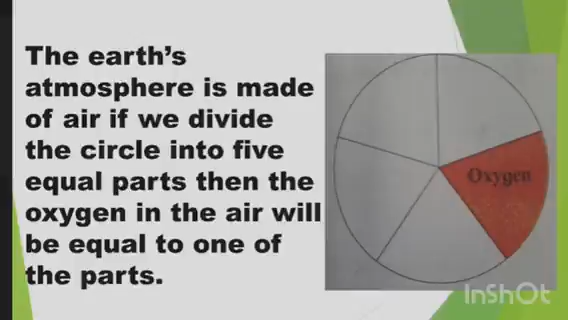 The earth's
atmosphere is made
of air if we divide
the circle into five
equal parts then the
oxygen in the air will
be equal to one of
the parts.
Oxygen
InShOt